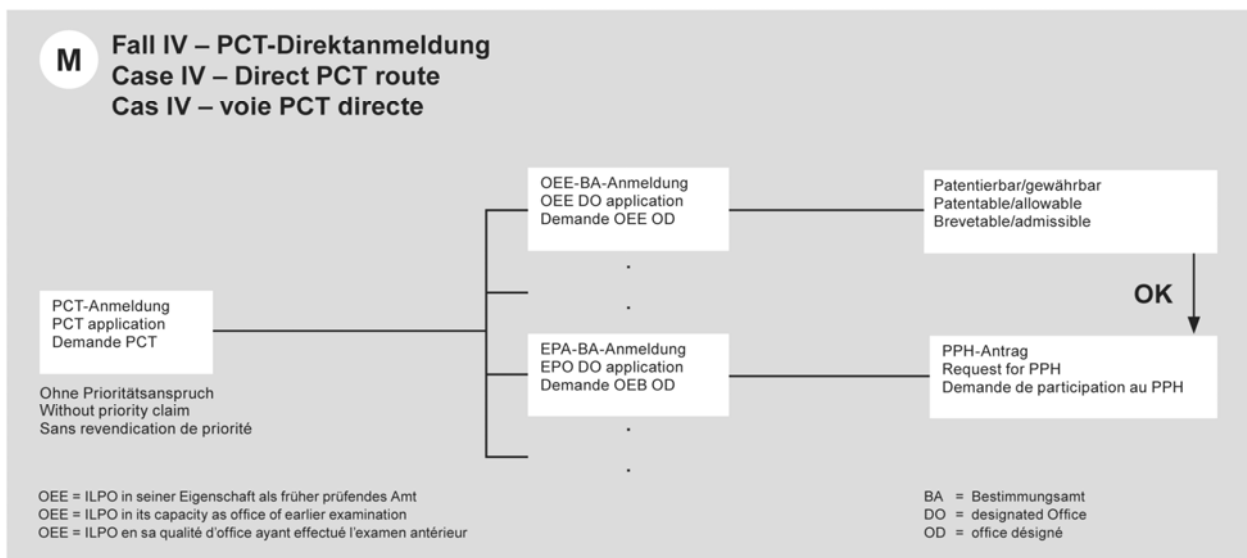 M
Fall IV – PCT-Direktanmeldung
Case IV – Direct PCT route
Cas IV – voie PCT directe
OEE-BA-Anmeldung
OEE DO application
Demande OEE OD
Patentierbar/gewährbar
Patentable/allowable
Brevetable/admissible
OK
PCT-Anmeldung
PCT application
Demande PCT
EPA-BA-Anmeldung
EPO DO application
Demande OEB OD
PPH-Antrag
Request for PPH
Demande de participation au PPH
Ohne Prioritätsanspruch
Without priority claim
Sans revendication de priorité
OEE = ILPO in seiner Eigenschaft als früher prüfendes Amt
OEE = ILPO in its capacity as office of earlier examination
OEE = ILPO en sa qualité d'office ayant effectué l'examen antérieur
BA = Bestimmungsamt
DO = designated Office
OD = office désigné